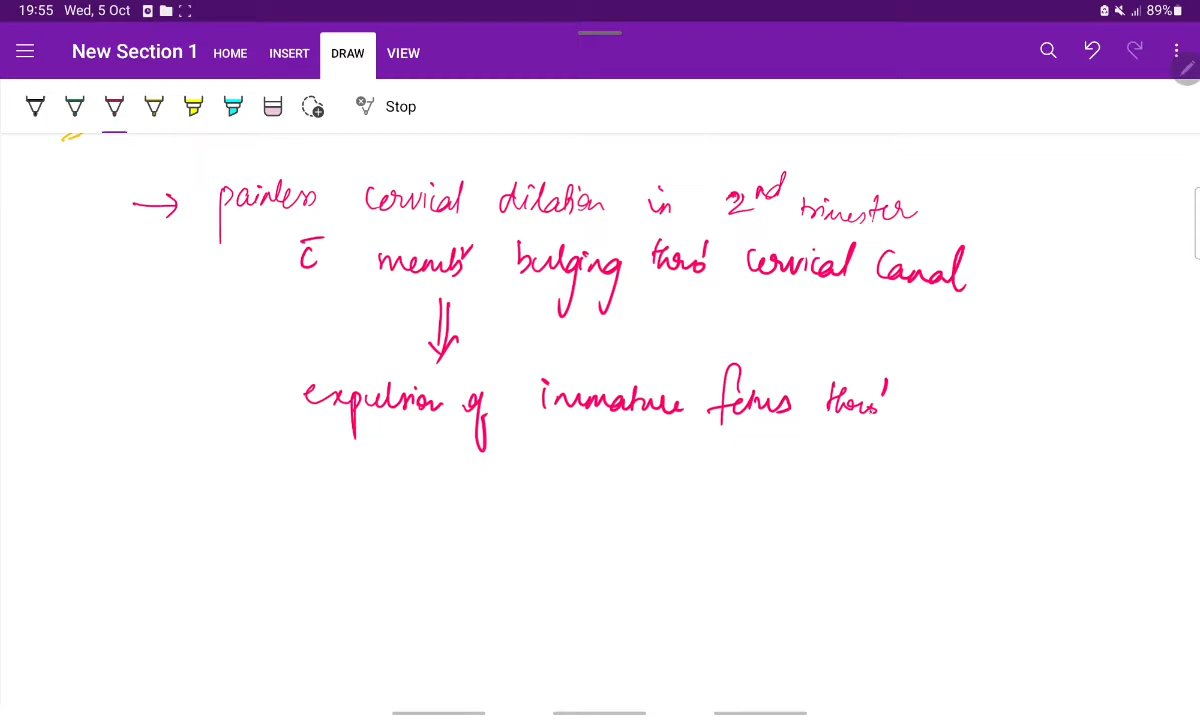 19:55 Wed, 5 Oct 89%
New Section 1 HOME INSERT DRAW VIEW
Stop
→ painless cervical dilation in 2nd trimester
c̄ memb bulging thro' cervical Canal
⇓
expulsion of immature fetus thro'